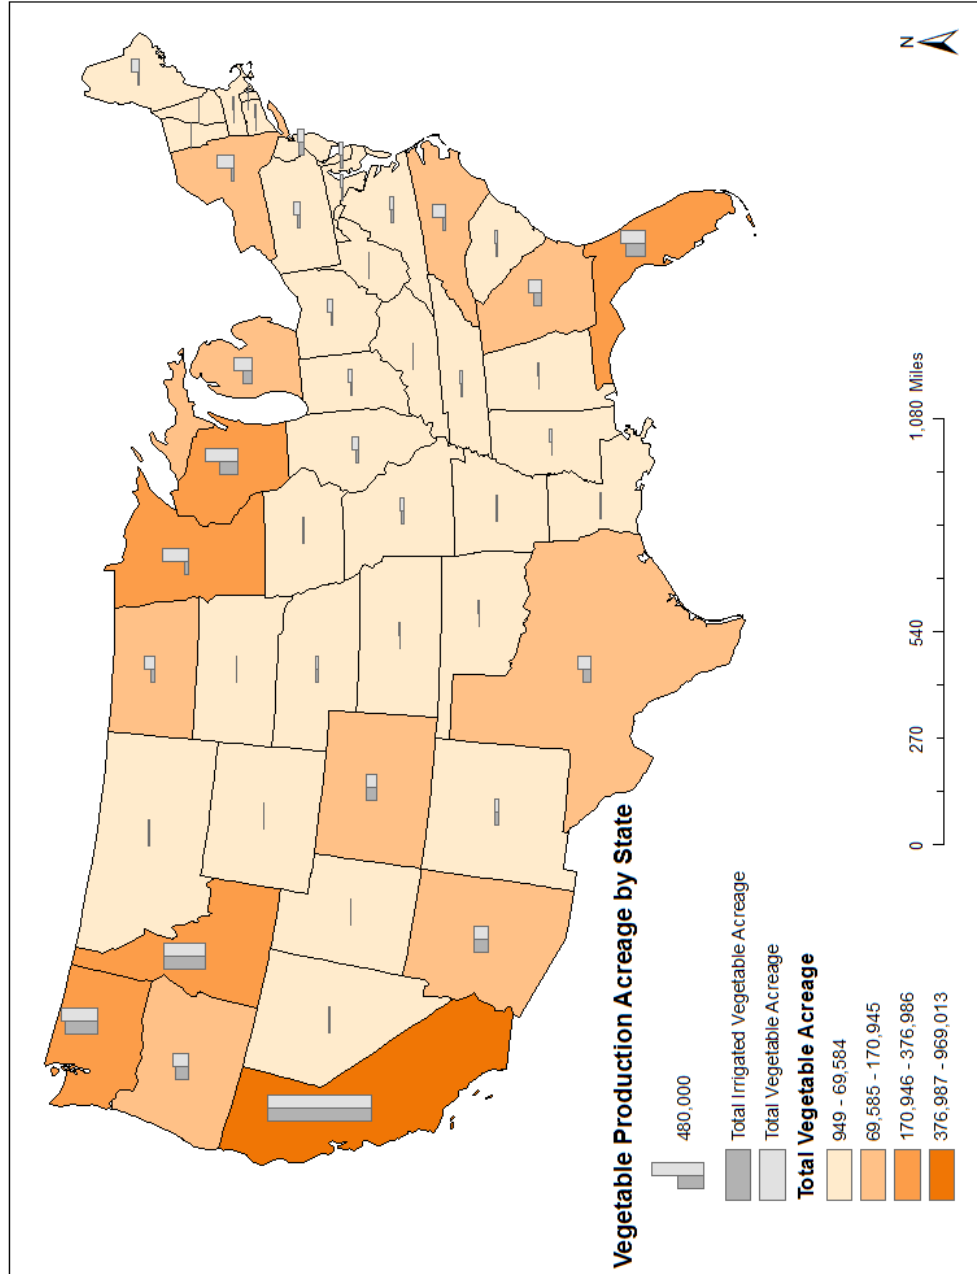 N
Vegetable Production Acreage by State
480,000
Total Irrigated Vegetable Acreage
Total Vegetable Acreage
Total Vegetable Acreage
949 - 69,584
69,585 - 170,945
170,946 - 376,986
376,987 - 969,013
0 270 540 1,080 Miles